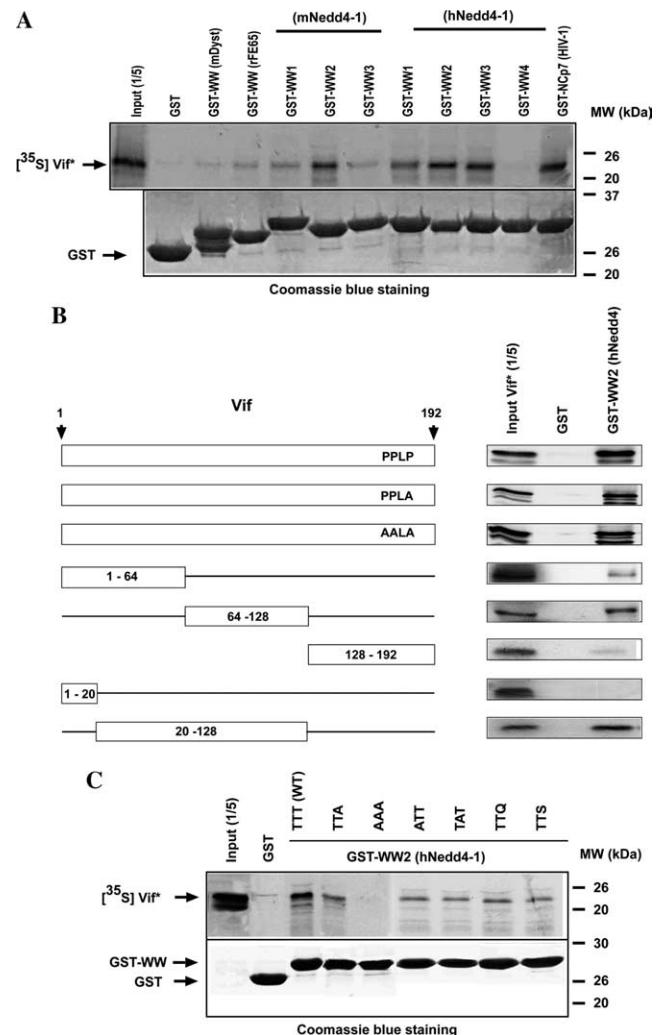 A
(mNedd4-1)
(hNedd4-1)
Input (1/5)
GST
GST-WW (mDyst)
GST-WW (rFE65)
GST-WW1
GST-WW2
GST-WW3
GST-WW1
GST-WW2
GST-WW3
GST-WW4
GST-NCp7 (HIV-1)
MW (kDa)
[35S] Vif*
26
20
37
GST
26
20
Coomassie blue staining
B
Vif
1
192
Input Vif* (1/5)
GST
GST-WW2 (hNedd4)
PPLP
PPLA
AALA
1 - 64
64 -128
128 - 192
1 - 20
20 -128
C
Input (1/5)
GST
TTT (WT)
TTA
AAA
ATT
TAT
TTQ
TTS
GST-WW2 (hNedd4-1)
MW (kDa)
[35S] Vif*
26
20
30
GST-WW
GST
26
20
Coomassie blue staining